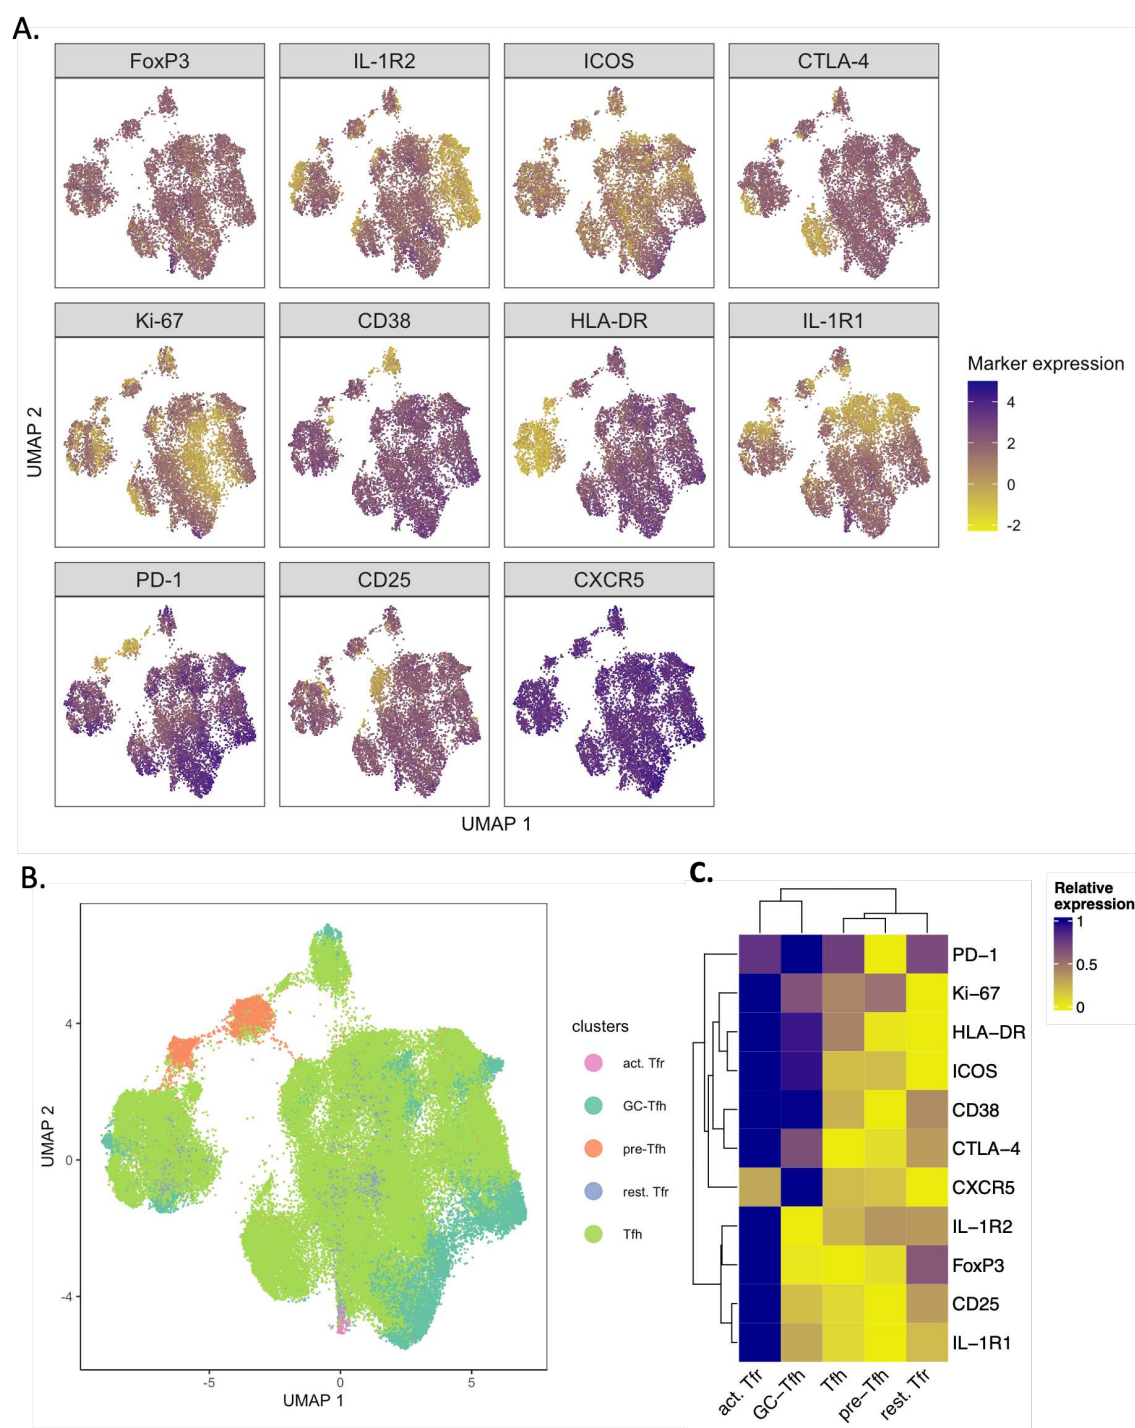 A.
FoxP3 IL-1R2 ICOS CTLA-4
Ki-67 CD38 HLA-DR IL-1R1
Marker expression
4
2
0
-2
UMAP 2
PD-1 CD25 CXCR5
UMAP 1
B.
4
0
-4
UMAP 2
-5 0 5
UMAP 1
clusters
act. Tfr
GC-Tfh
pre-Tfh
rest. Tfr
Tfh
C.
Relative
expression
1
0.5
0
PD-1
Ki-67
HLA-DR
ICOS
CD38
CTLA-4
CXCR5
IL-1R2
FoxP3
CD25
IL-1R1
act. Tfr GC-Tfh Tfh pre-Tfh rest. Tfr